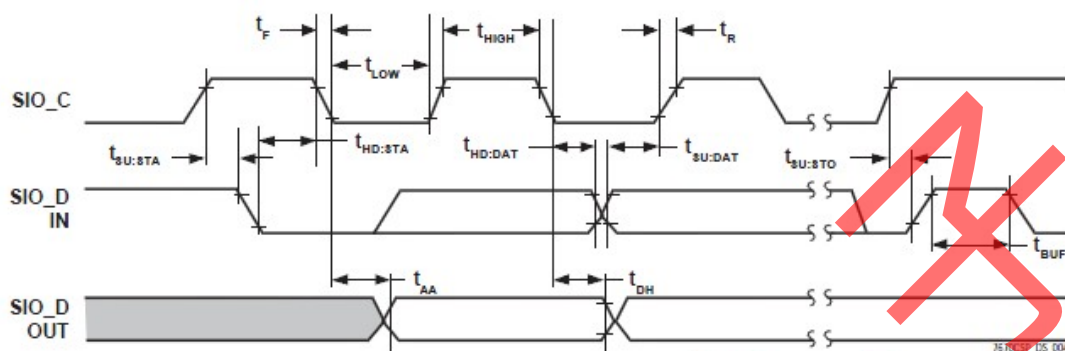 tF
tHIGH
tR
tLOW
SIO_C
tHD:STA
tHD:DAT
tSU:DAT
tSU:STA
tSU:STO
SIO_D
IN
tBUF
tAA
tDH
SIO_D
OUT